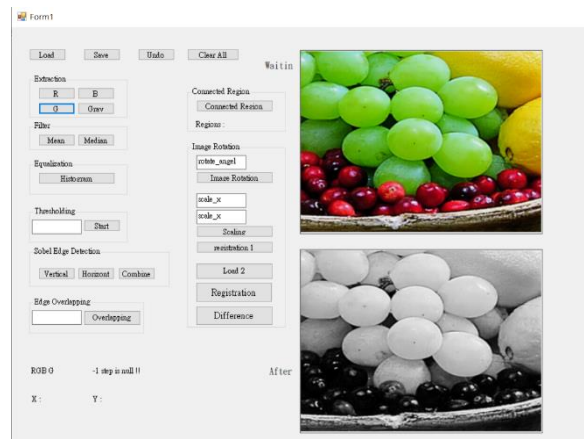 Form1
Load Save Undo Clear All
Waitin
Extraction
R B
G Gray
Filter
Mean Median
Equalization
Histogram
Thresholding
Start
Sobel Edge Detection
Vertical Horizont Combine
Edge Overlapping
Overlapping
RGB G -1 step is null !!
X : Y :
Connected Region
Connected Region
Regions :
Image Rotation
rotate_angel
Image Rotation
scale_x
scale_x
Scaling
registration 1
Load 2
Registration
Difference
After